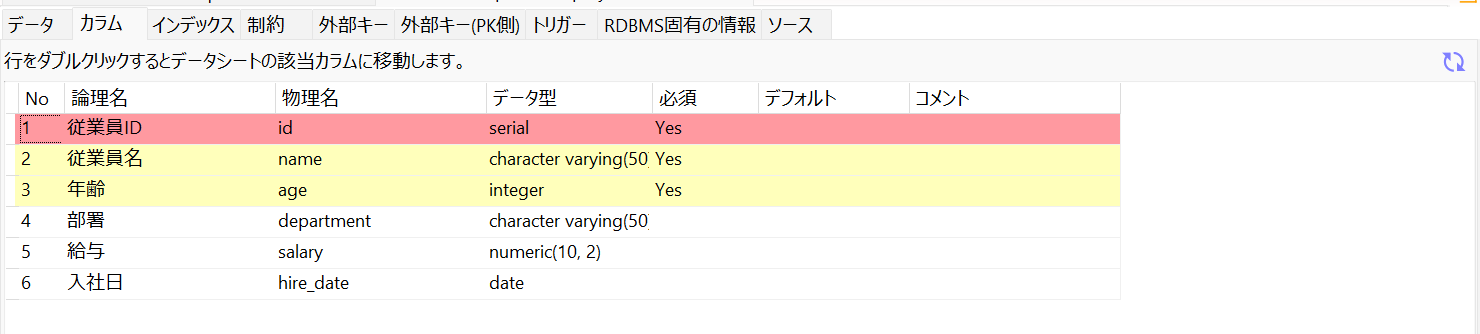 データ カラム インデックス 制約 外部キー 外部キー(PK側) トリガー RDBMS固有の情報 ソース
行をダブルクリックするとデータシートの該当カラムに移動します。
No 論理名 物理名 データ型 必須 デフォルト コメント
1 従業員ID id serial Yes
2 従業員名 name character varying(50) Yes
3 年齢 age integer Yes
4 部署 department character varying(50)
5 給与 salary numeric(10, 2)
6 入社日 hire_date date